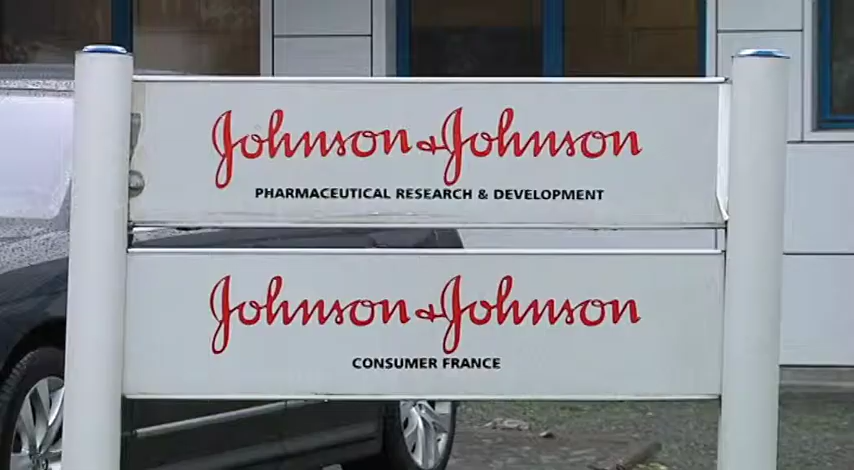 Johnson & Johnson
PHARMACEUTICAL RESEARCH & DEVELOPMENT
Johnson & Johnson
CONSUMER FRANCE